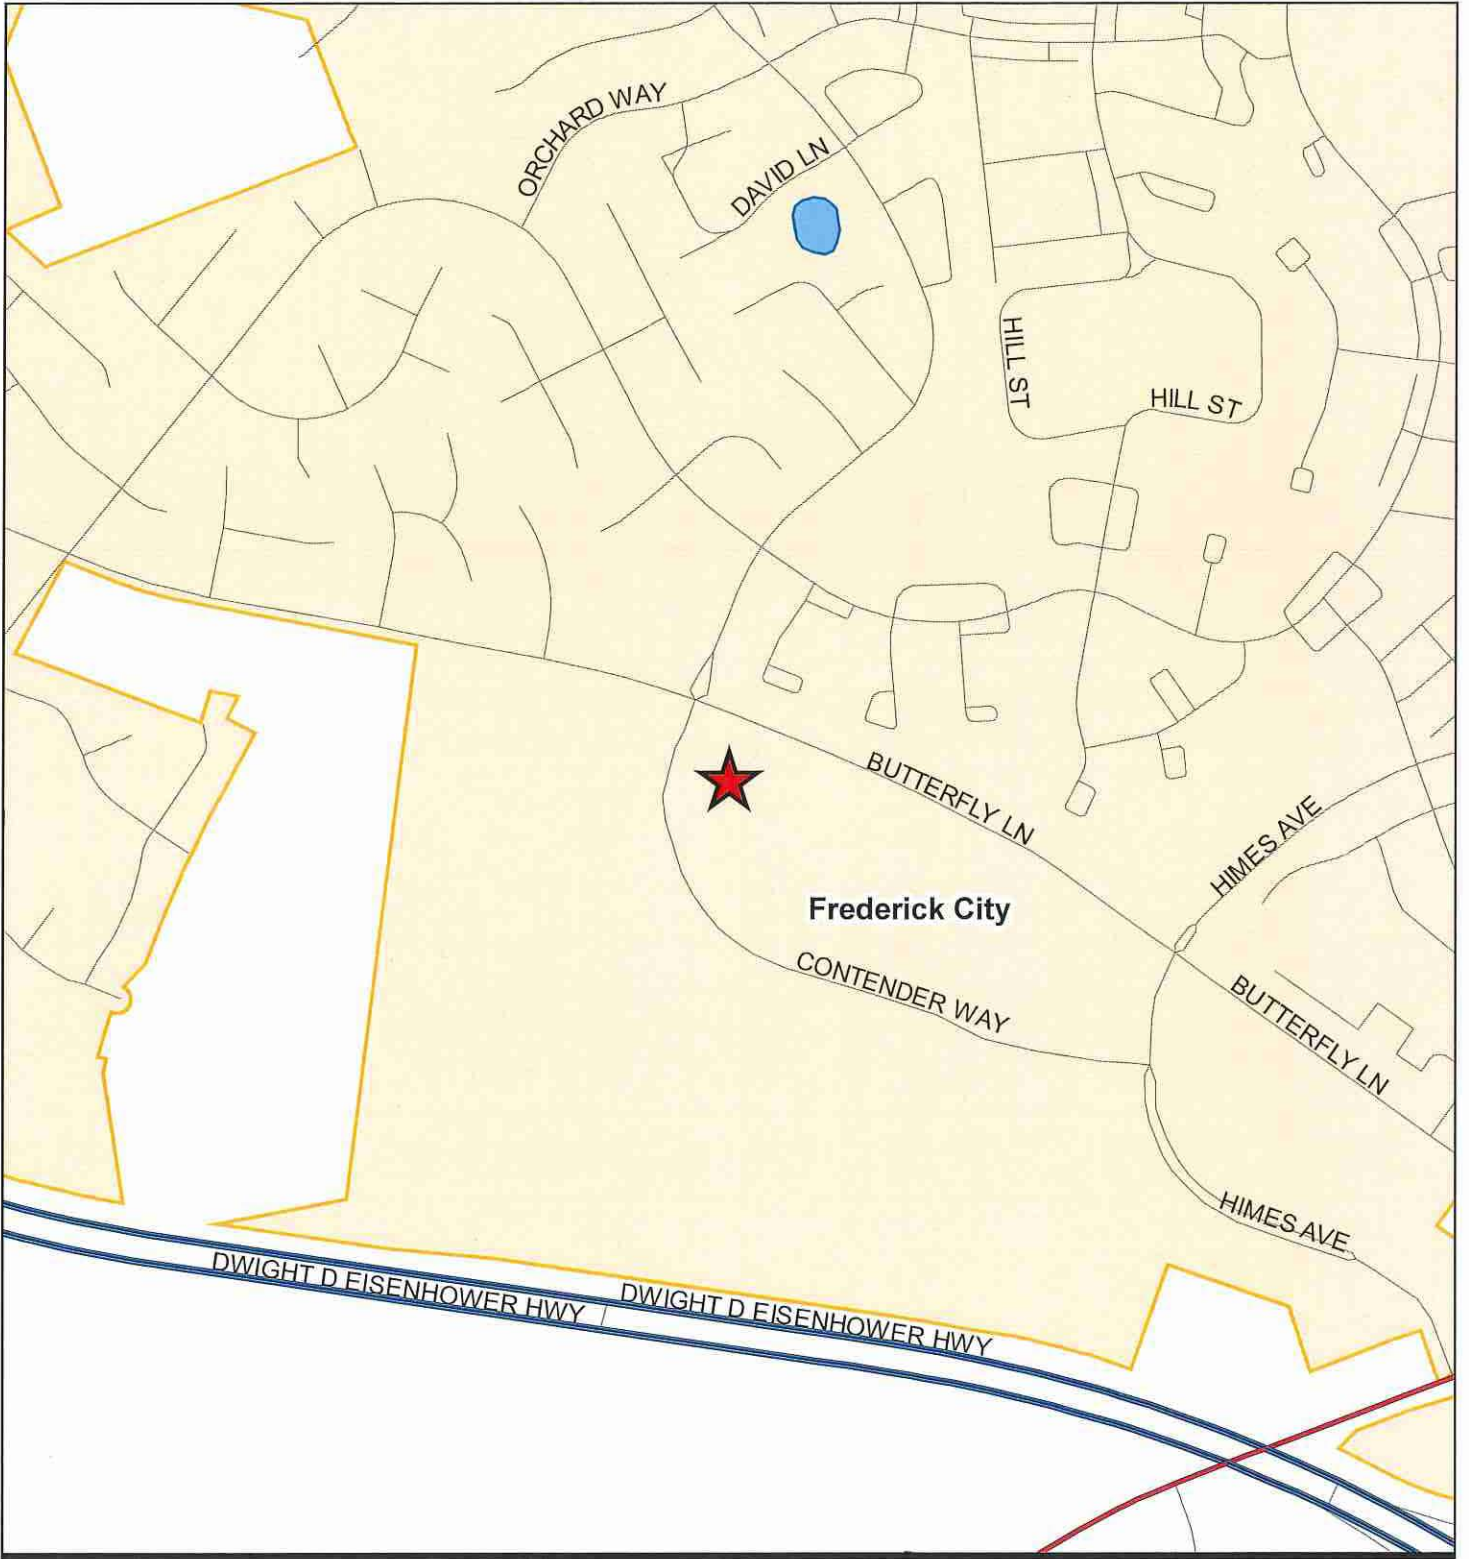 ORCHARD WAY
DAVID LN
HILL ST
HILL ST
BUTTERFLY LN
HIMES AVE
Frederick City
CONTENDER WAY
BUTTERFLY LN
HIMES AVE
DWIGHT D EISENHOWER HWY
DWIGHT D EISENHOWER HWY